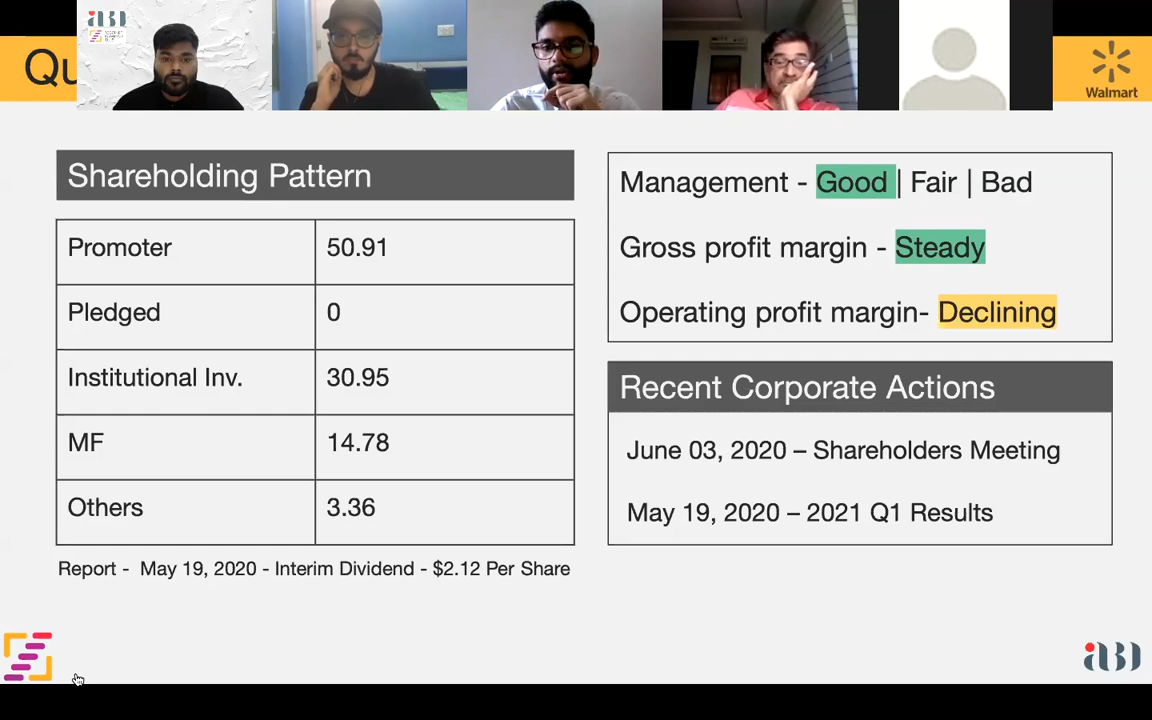 Qu
Walmart
Shareholding Pattern
Promoter 50.91
Pledged 0
Institutional Inv. 30.95
MF 14.78
Others 3.36
Report - May 19, 2020 - Interim Dividend - $2.12 Per Share
Management - Good | Fair | Bad
Gross profit margin - Steady
Operating profit margin- Declining
Recent Corporate Actions
June 03, 2020 – Shareholders Meeting
May 19, 2020 – 2021 Q1 Results